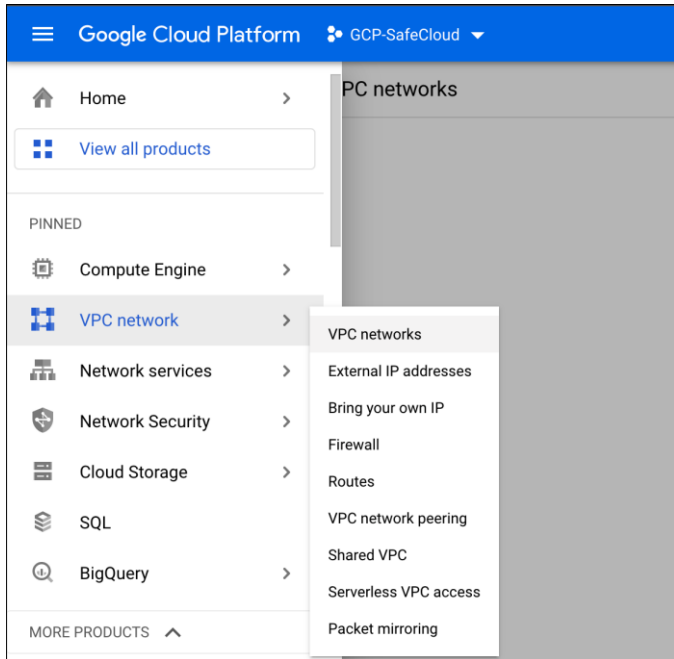 Google Cloud Platform GCP-SafeCloud
PC networks
Home
View all products
PINNED
Compute Engine
VPC network
Network services
Network Security
Cloud Storage
SQL
BigQuery
MORE PRODUCTS
VPC networks
External IP addresses
Bring your own IP
Firewall
Routes
VPC network peering
Shared VPC
Serverless VPC access
Packet mirroring